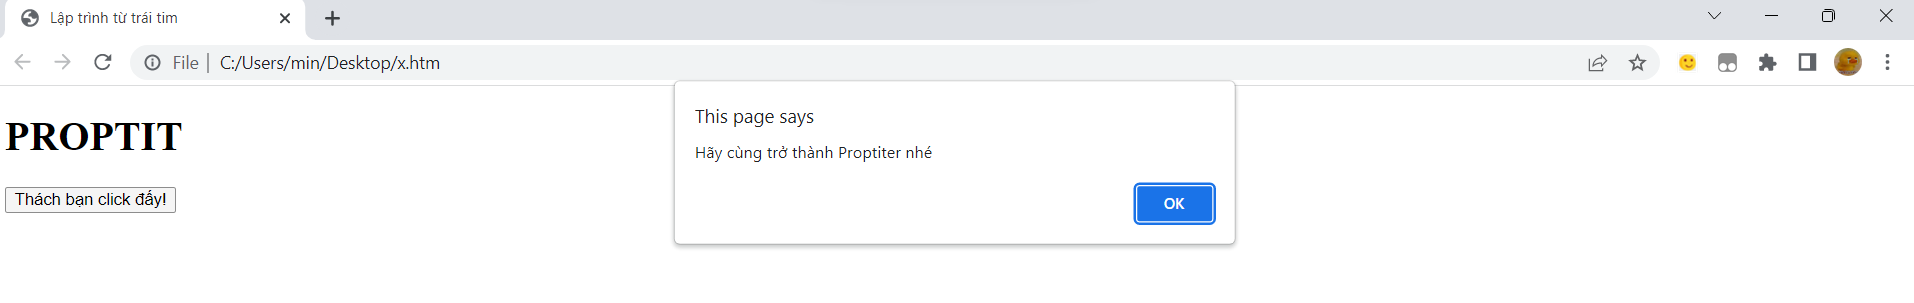 Lập trình từ trái tim
File | C:/Users/min/Desktop/x.htm
This page says
PROPTIT
Hãy cùng trở thành Proptiter nhé
Thách bạn click đấy!
OK